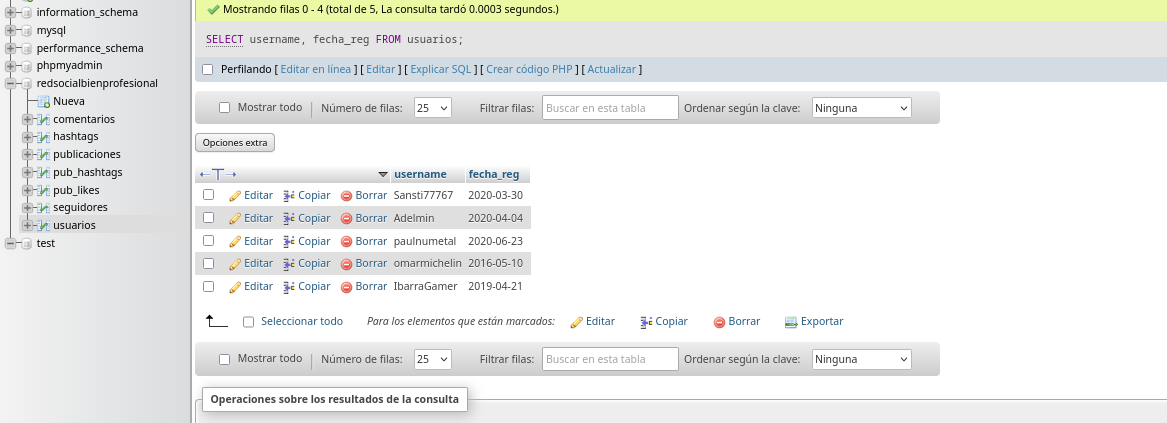 information_schema
mysql
performance_schema
phpmyadmin
redsocialbienprofesional
Nueva
comentarios
hashtags
publicaciones
pub_hashtags
pub_likes
seguidores
usuarios
test
Mostrando filas 0 - 4 (total de 5, La consulta tardó 0.0003 segundos.)
SELECT username, fecha_reg FROM usuarios;
Perfilando [ Editar en línea ] [ Editar ] [ Explicar SQL ] [ Crear código PHP ] [ Actualizar ]
Mostrar todo Número de filas: 25 Filtrar filas: Buscar en esta tabla Ordenar según la clave: Ninguna
Opciones extra
username fecha_reg
Editar Copiar Borrar Sansti77767 2020-03-30
Editar Copiar Borrar Adelmin 2020-04-04
Editar Copiar Borrar paulnumetal 2020-06-23
Editar Copiar Borrar omarmichelin 2016-05-10
Editar Copiar Borrar IbarraGamer 2019-04-21
Seleccionar todo Para los elementos que están marcados: Editar Copiar Borrar Exportar
Mostrar todo Número de filas: 25 Filtrar filas: Buscar en esta tabla Ordenar según la clave: Ninguna
Operaciones sobre los resultados de la consulta